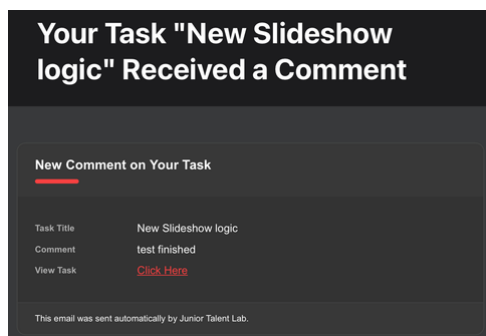 Your Task "New Slideshow
logic" Received a Comment
New Comment on Your Task
Task Title New Slideshow logic
Comment test finished
View Task Click Here
This email was sent automatically by Junior Talent Lab.